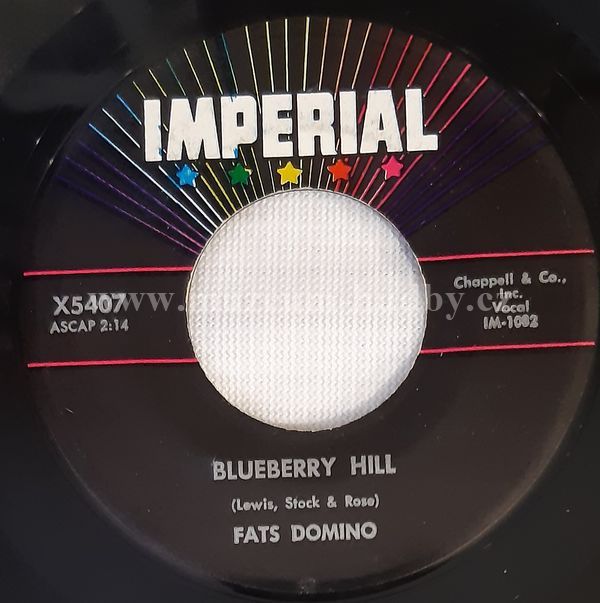 IMPERIAL
X5407
ASCAP 2:14
Chappell & Co.,
Inc.
Vocal
IM-1082
BLUEBERRY HILL
(Lewis, Stock & Rose)
FATS DOMINO